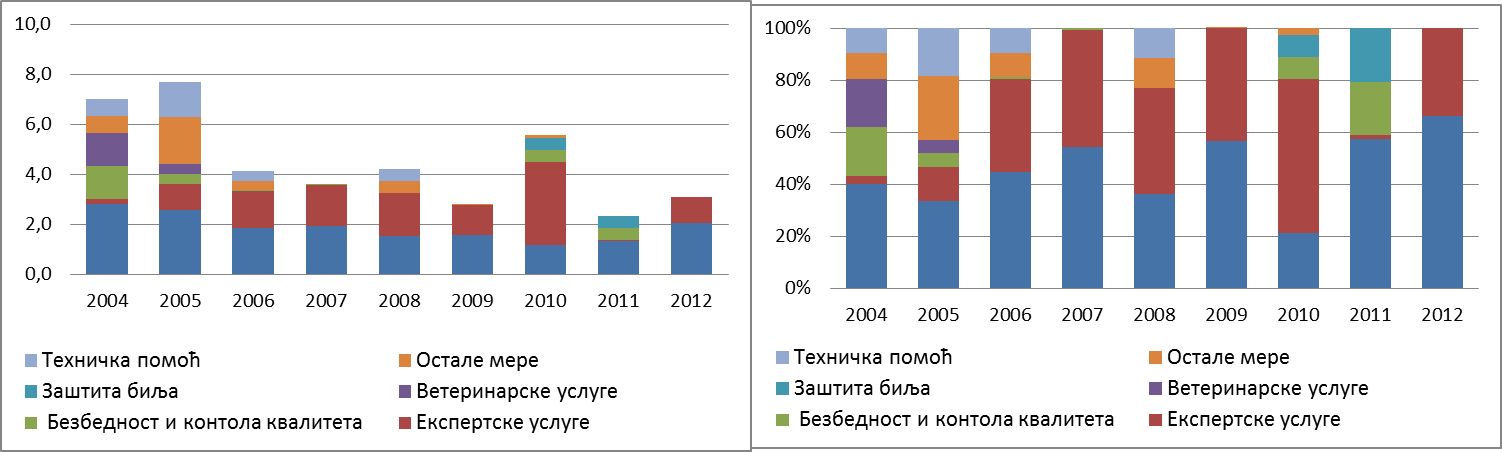 10,0
8,0
6,0
4,0
2,0
0,0
2004 2005 2006 2007 2008 2009 2010 2011 2012
Техничка помоћ Остале мере
Заштита биља Ветеринарске услуге
Безбедност и контола квалитета Експертске услуге
100%
80%
60%
40%
20%
0%
2004 2005 2006 2007 2008 2009 2010 2011 2012
Техничка помоћ Остале мере
Заштита биља Ветеринарске услуге
Безбедност и контола квалитета Експертске услуге